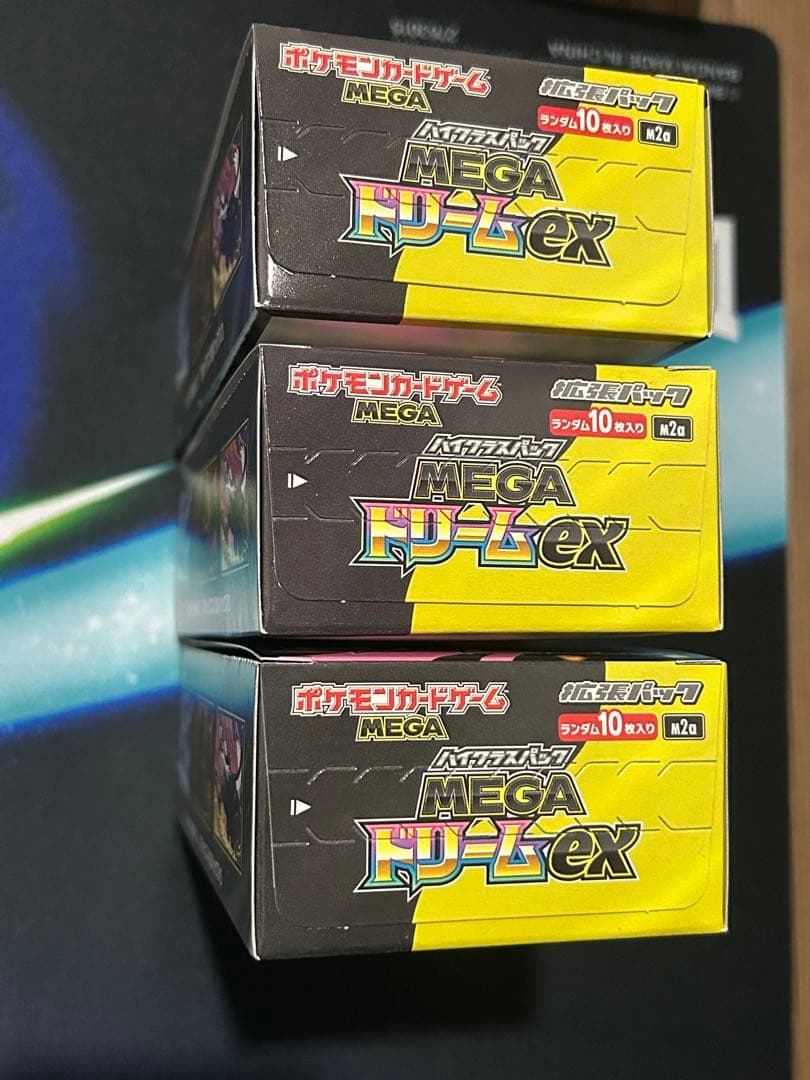 ポケモンカードゲーム
MEGA
拡張パック
ランダム10枚入り
M2a
ハイクラスパック
MEGA
ドリームex
ポケモンカードゲーム
MEGA
拡張パック
ランダム10枚入り
M2a
ハイクラスパック
MEGA
ドリームex
ポケモンカードゲーム
MEGA
拡張パック
ランダム10枚入り
M2a
ハイクラスパック
MEGA
ドリームex